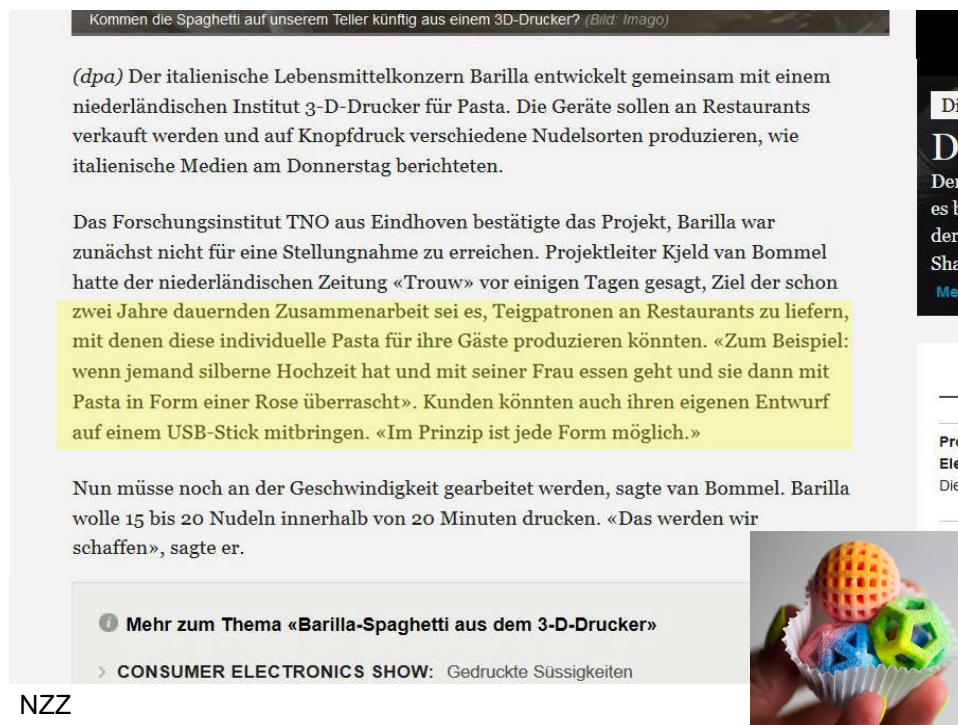 Kommen die Spaghetti auf unserem Teller künftig aus einem 3D-Drucker? (Bild: Imago)
(dpa) Der italienische Lebensmittelkonzern Barilla entwickelt gemeinsam mit einem
niederländischen Institut 3-D-Drucker für Pasta. Die Geräte sollen an Restaurants
verkauft werden und auf Knopfdruck verschiedene Nudelsorten produzieren, wie
italienische Medien am Donnerstag berichteten.
Das Forschungsinstitut TNO aus Eindhoven bestätigte das Projekt, Barilla war
zunächst nicht für eine Stellungnahme zu erreichen. Projektleiter Kjeld van Bommel
hatte der niederländischen Zeitung «Trouw» vor einigen Tagen gesagt, Ziel der schon
zwei Jahre dauernden Zusammenarbeit sei es, Teigpatronen an Restaurants zu liefern,
mit denen diese individuelle Pasta für ihre Gäste produzieren könnten. «Zum Beispiel:
wenn jemand silberne Hochzeit hat und mit seiner Frau essen geht und sie dann mit
Pasta in Form einer Rose überrascht». Kunden könnten auch ihren eigenen Entwurf
auf einem USB-Stick mitbringen. «Im Prinzip ist jede Form möglich.»
Nun müsse noch an der Geschwindigkeit gearbeitet werden, sagte van Bommel. Barilla
wolle 15 bis 20 Nudeln innerhalb von 20 Minuten drucken. «Das werden wir
schaffen», sagte er.
Mehr zum Thema «Barilla-Spaghetti aus dem 3-D-Drucker»
> CONSUMER ELECTRONICS SHOW: Gedruckte Süssigkeiten
NZZ